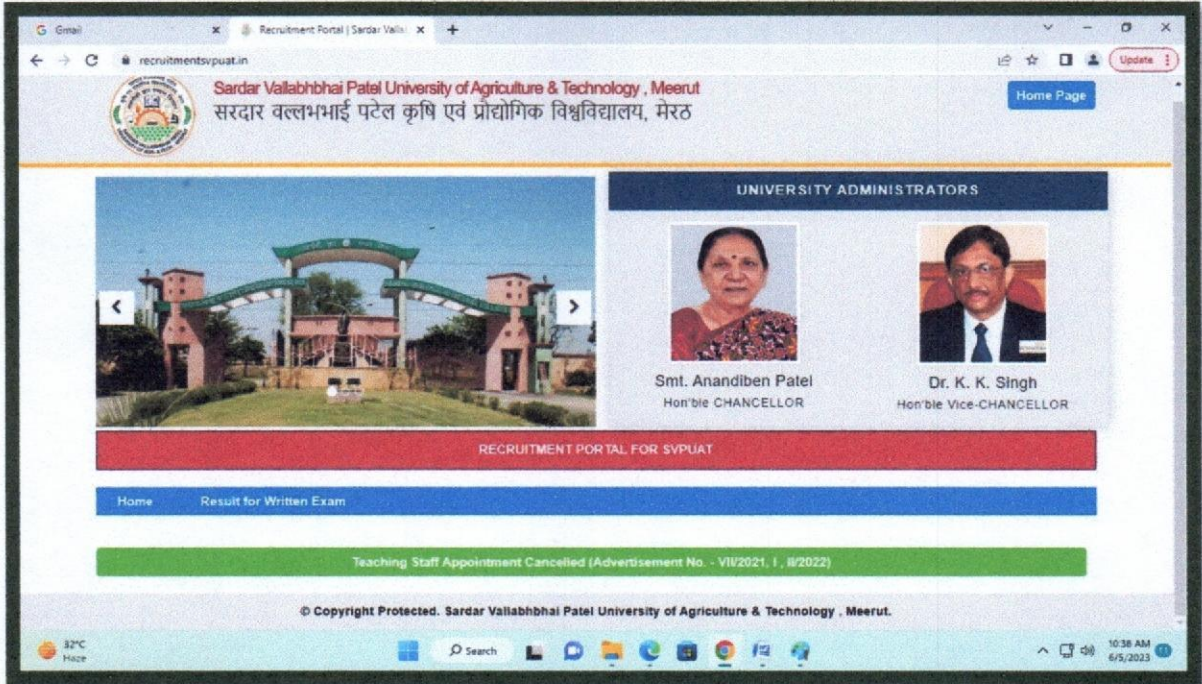 Gmail
Recruitment Portal | Sardar Valla
recruitmentsvpuat.in
Update
Sardar Vallabhbhai Patel University of Agriculture & Technology , Meerut
सरदार वल्लभभाई पटेल कृषि एवं प्रौद्योगिक विश्वविद्यालय, मेरठ
Home Page
UNIVERSITY ADMINISTRATORS
Smt. Anandiben Patel
Hon'ble CHANCELLOR
Dr. K. K. Singh
Hon'ble Vice-CHANCELLOR
RECRUITMENT PORTAL FOR SVPUAT
Home Result for Written Exam
Teaching Staff Appointment Cancelled (Advertisement No. - VII/2021, I , II/2022)
© Copyright Protected. Sardar Vallabhbhai Patel University of Agriculture & Technology , Meerut.
32°C
Haze
Search
10:38 AM
6/5/2023